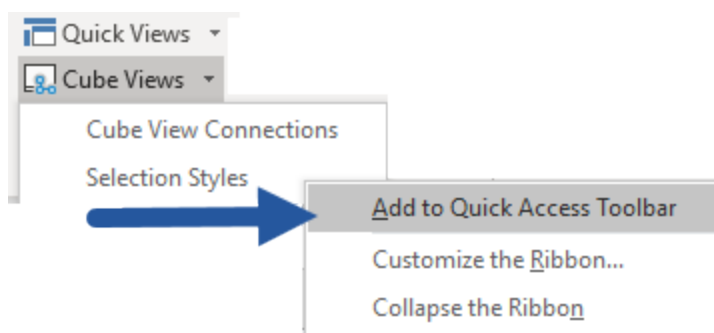 Quick Views
Cube Views
Cube View Connections
Selection Styles
Add to Quick Access Toolbar
Customize the Ribbon...
Collapse the Ribbon